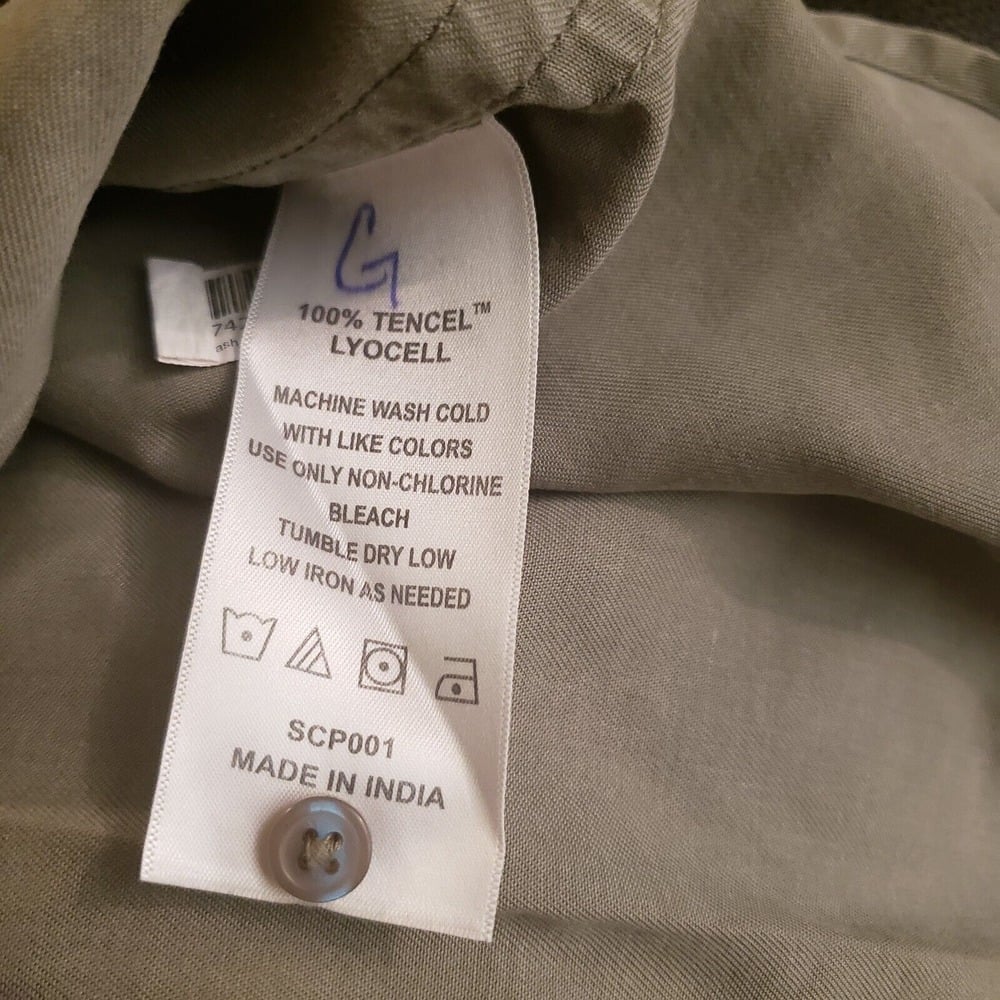 G
100% TENCEL™
LYOCELL
MACHINE WASH COLD
WITH LIKE COLORS
USE ONLY NON-CHLORINE
BLEACH
TUMBLE DRY LOW
LOW IRON AS NEEDED
SCP001
MADE IN INDIA